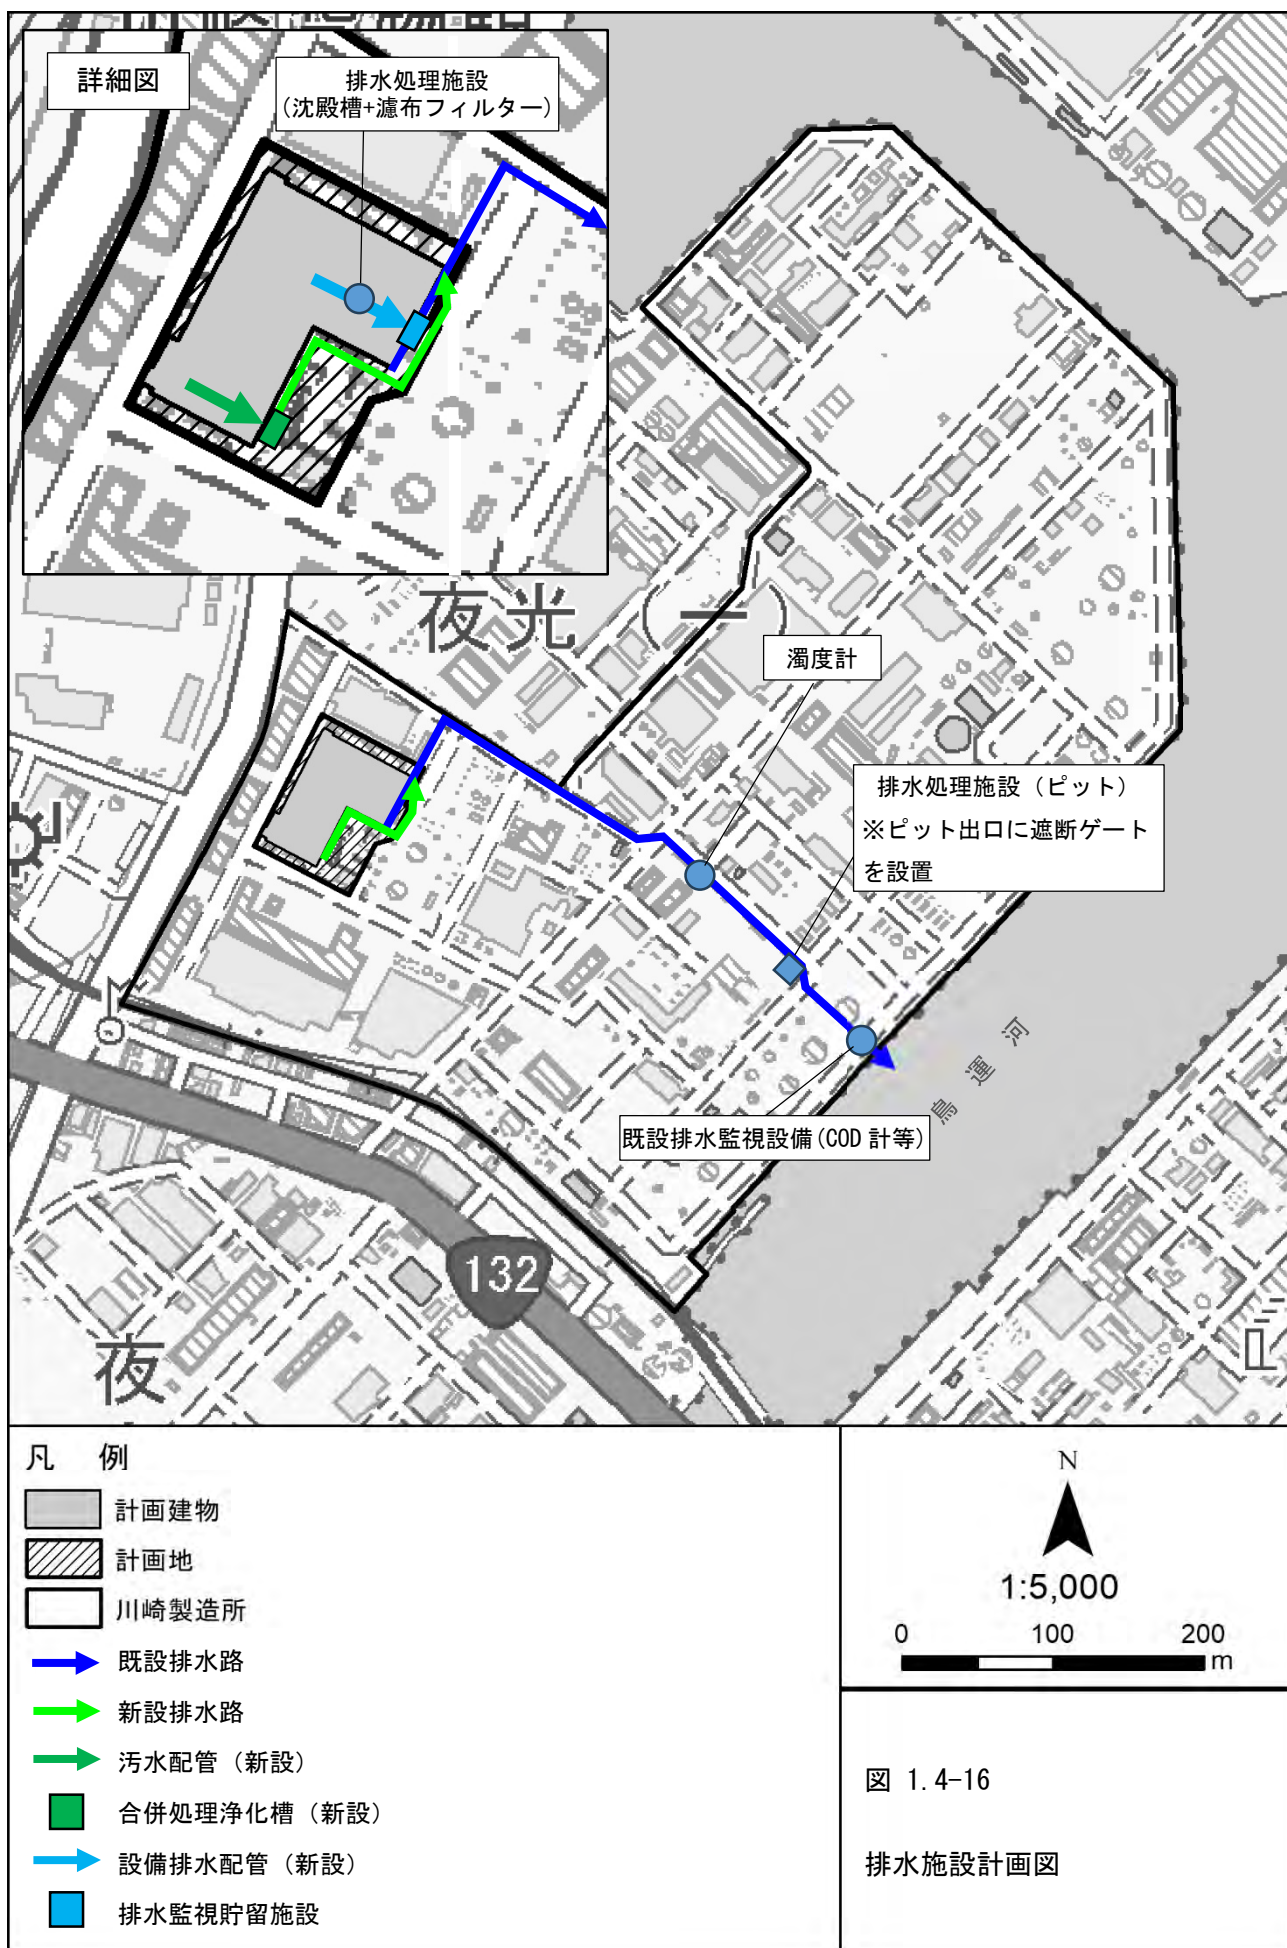 詳細図
排水処理施設
(沈殿槽+濾布フィルター)
夜光
一
濁度計
排水処理施設（ピット）
※ピット出口に遮断ゲート
を設置
既設排水監視設備(COD 計等)
鳥運河
132
夜
凡 例
計画建物
計画地
川崎製造所
既設排水路
新設排水路
汚水配管（新設）
合併処理浄化槽（新設）
設備排水配管（新設）
排水監視貯留施設
N
1:5,000
0 100 200
m
図 1.4-16
排水施設計画図